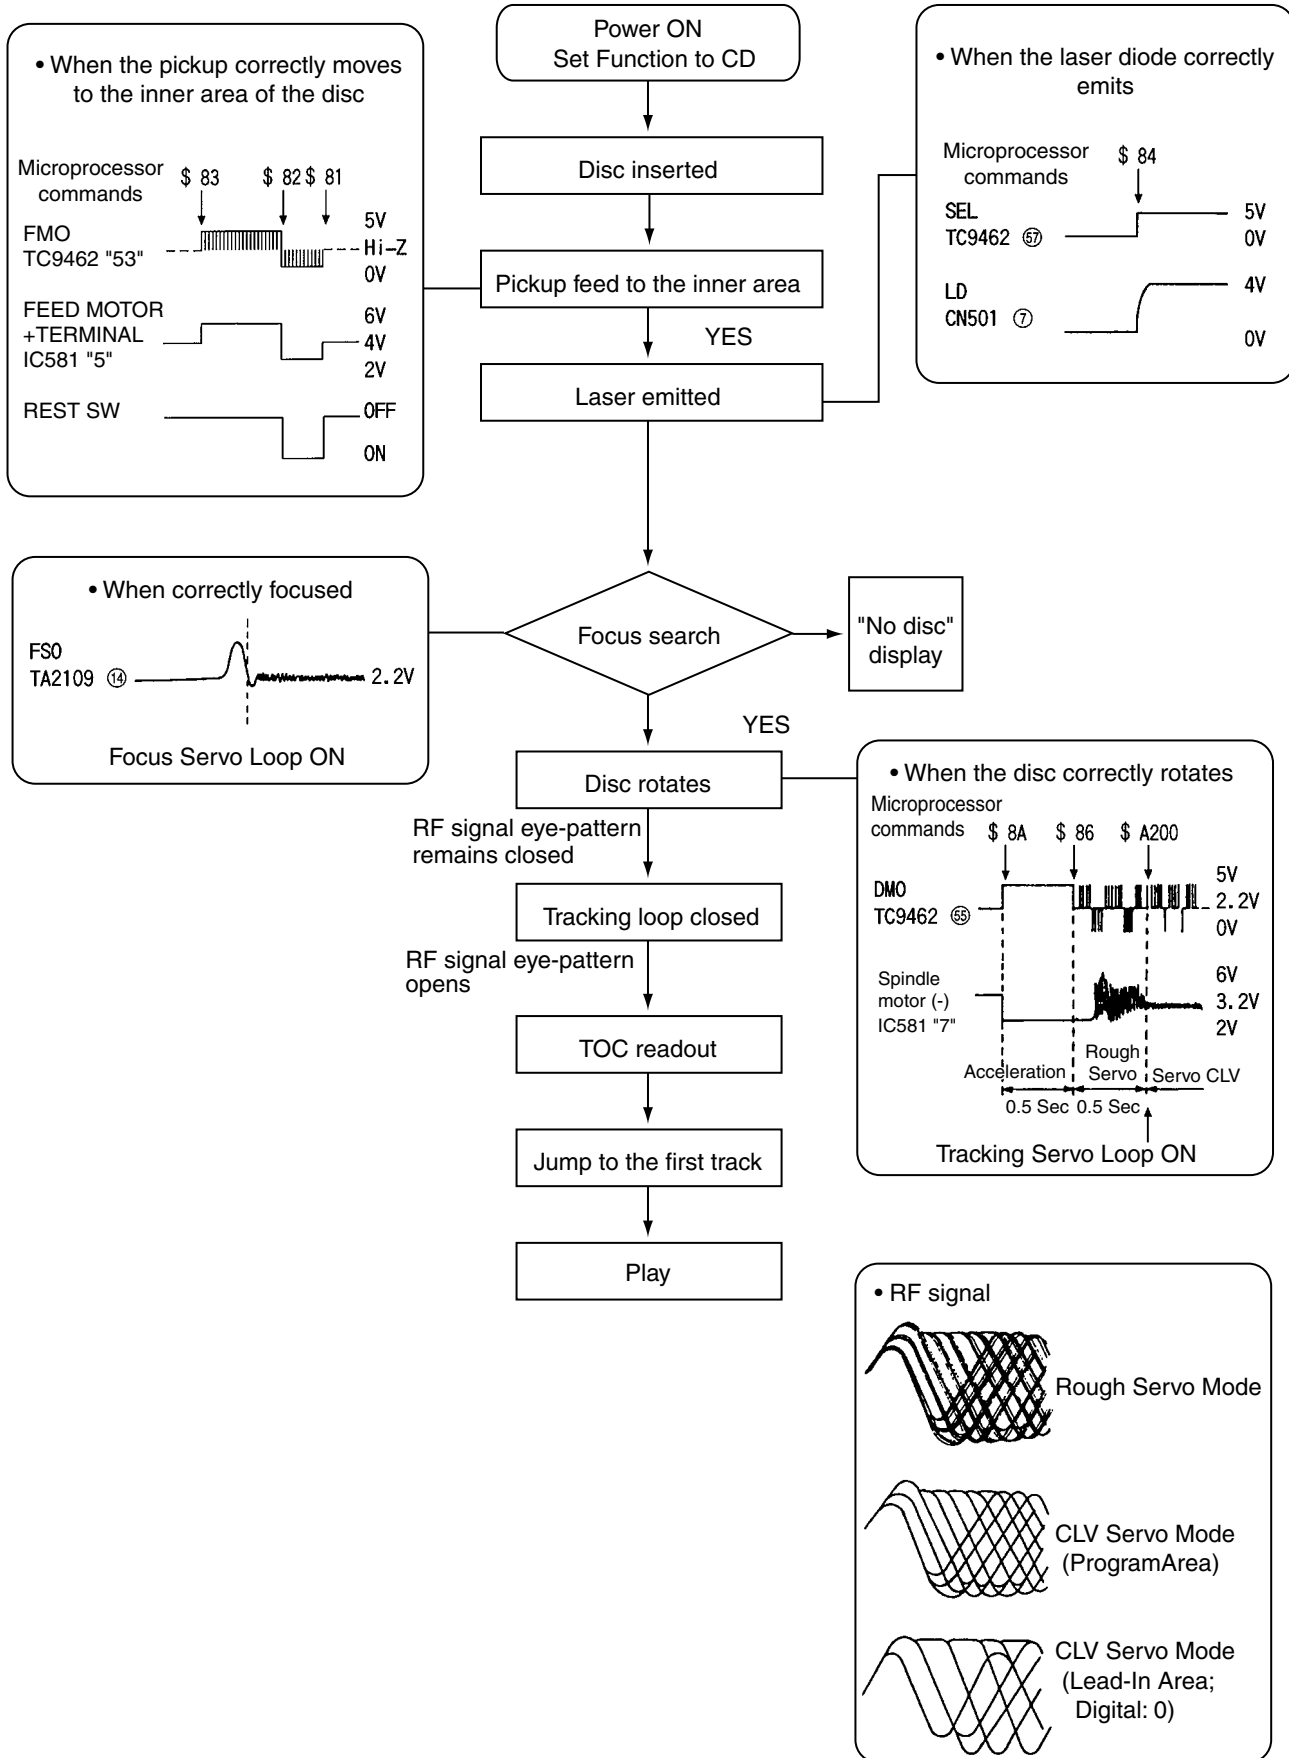 Power ON
Set Function to CD
Disc inserted
Pickup feed to the inner area
YES
Laser emitted
• When the pickup correctly moves
to the inner area of the disc
Microprocessor
commands
$ 83
$ 82
$ 81
FMO
TC9462 "53"
5V
Hi-Z
0V
FEED MOTOR
+TERMINAL
IC581 "5"
6V
4V
2V
REST SW
OFF
ON
• When the laser diode correctly
emits
Microprocessor
commands
$ 84
SEL
TC9462 57
5V
0V
LD
CN501 7
4V
0V
• When correctly focused
FSO
TA2109 14
2.2V
Focus Servo Loop ON
Focus search
"No disc"
display
YES
Disc rotates
RF signal eye-pattern
remains closed
Tracking loop closed
RF signal eye-pattern
opens
TOC readout
Jump to the first track
Play
• When the disc correctly rotates
Microprocessor
commands
$ 8A
$ 86
$ A200
DMO
TC9462 55
5V
2.2V
0V
Spindle
motor (-)
IC581 "7"
6V
3.2V
2V
Acceleration
Rough
Servo
Servo CLV
0.5 Sec
0.5 Sec
Tracking Servo Loop ON
• RF signal
Rough Servo Mode
CLV Servo Mode
(ProgramArea)
CLV Servo Mode
(Lead-In Area;
Digital: 0)